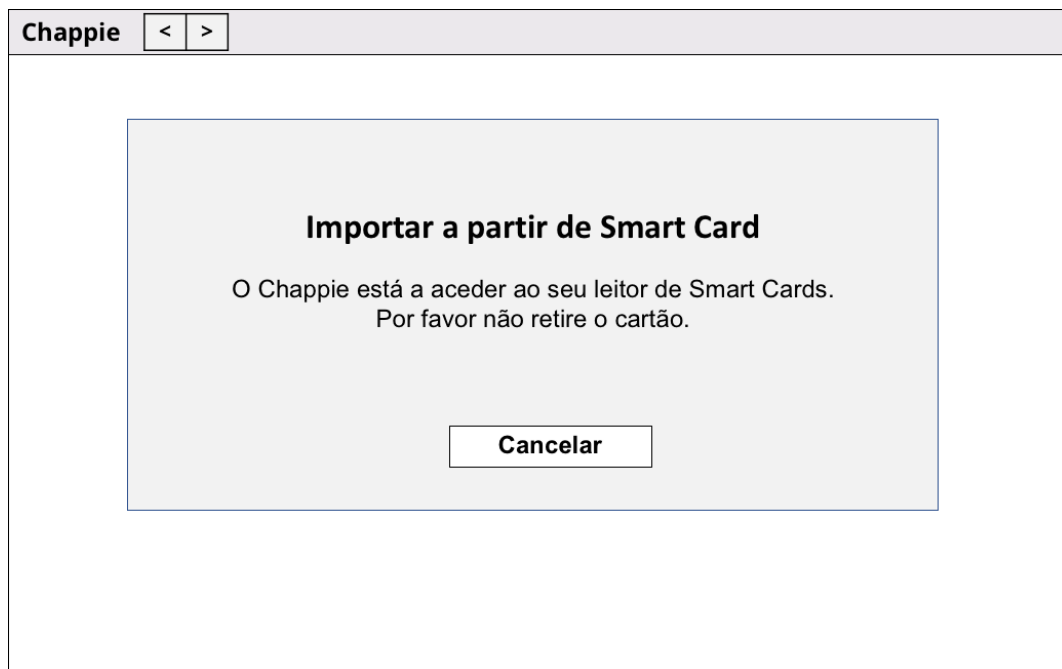 Chappie < >
Importar a partir de Smart Card
O Chappie está a aceder ao seu leitor de Smart Cards.
Por favor não retire o cartão.
Cancelar